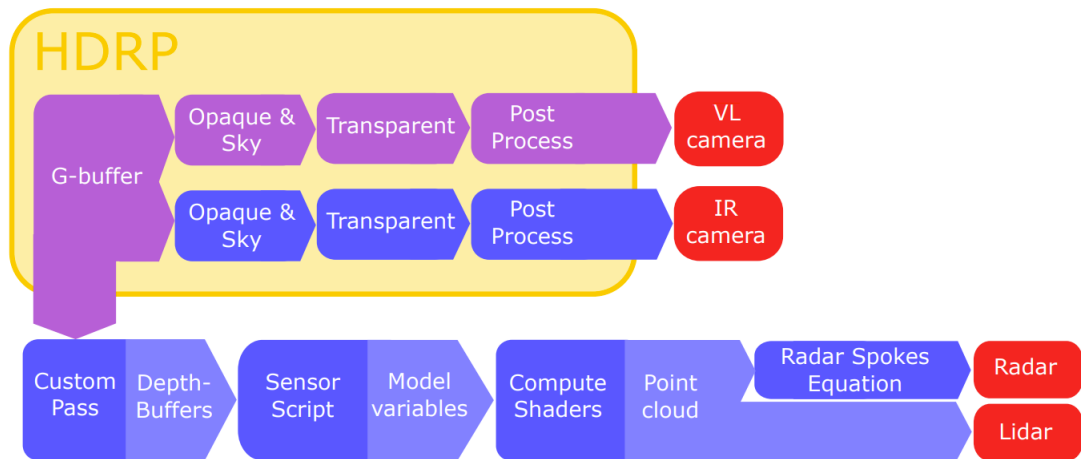 HDRP
G-buffer
Opaque &
Sky
Transparent
Post
Process
VL
camera
Opaque &
Sky
Transparent
Post
Process
IR
camera
Custom
Pass
Depth-
Buffers
Sensor
Script
Model
variables
Compute
Shaders
Point
cloud
Radar Spokes
Equation
Radar
Lidar